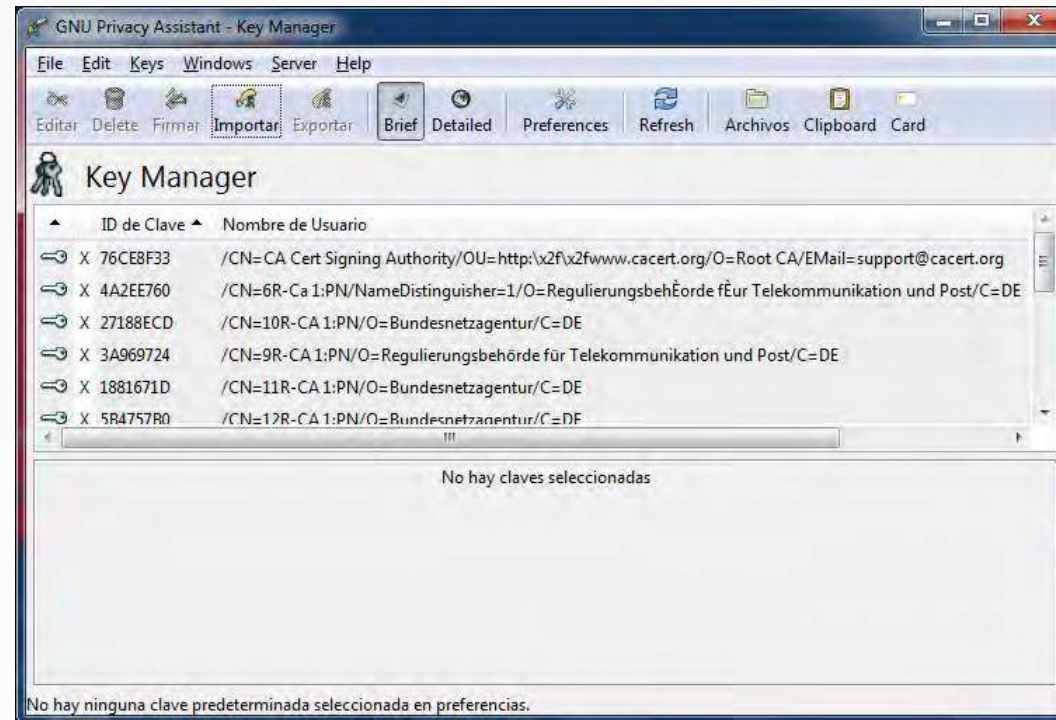 GNU Privacy Assistant - Key Manager
File Edit Keys Windows Server Help
Editar Delete Firmar Importar Exportar Brief Detailed Preferences Refresh Archivos Clipboard Card
Key Manager
ID de Clave Nombre de Usuario
X 76CE8F33 /CN=CA Cert Signing Authority/OU=http:\x2f\x2fwww.cacert.org/O=Root CA/EMail=support@cacert.org
X 4A2EE760 /CN=6R-Ca 1:PN/NameDistinguisher=1/O=RegulierungsbehÈorde fÈur Telekommunikation und Post/C=DE
X 27188ECD /CN=10R-CA 1:PN/O=Bundesnetzagentur/C=DE
X 3A969724 /CN=9R-CA 1:PN/O=Regulierungsbehörde für Telekommunikation und Post/C=DE
X 1881671D /CN=11R-CA 1:PN/O=Bundesnetzagentur/C=DE
X 5B4757B0 /CN=12R-CA 1:PN/O=Bundesnetzagentur/C=DE
No hay claves seleccionadas
No hay ninguna clave predeterminada seleccionada en preferencias.